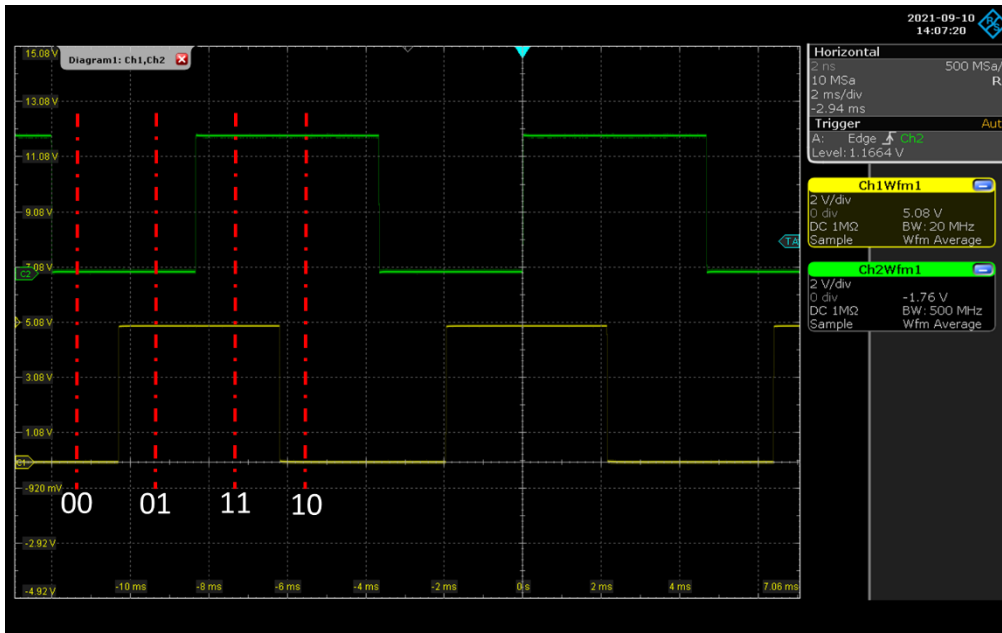 2021-09-10
14:07:20
R&S
15.08 V
Diagram1: Ch1,Ch2
13.08 V
11.08 V
9.08 V
7.08 V
C2
5.08 V
3.08 V
1.08 V
C1
-920 mV
-2.92 V
-4.92 V
00 01 11 10
-10 ms -8 ms -6 ms -4 ms -2 ms 0 s 2 ms 4 ms 7.06 ms
TA
Horizontal
2 ns 500 MSa/
10 MSa R
2 ms/div
-2.94 ms
Trigger Aut
A: Edge Ch2
Level: 1.1664 V
Ch1Wfm1
2 V/div
0 div 5.08 V
DC 1MΩ BW: 20 MHz
Sample Wfm Average
Ch2Wfm1
2 V/div
0 div -1.76 V
DC 1MΩ BW: 500 MHz
Sample Wfm Average